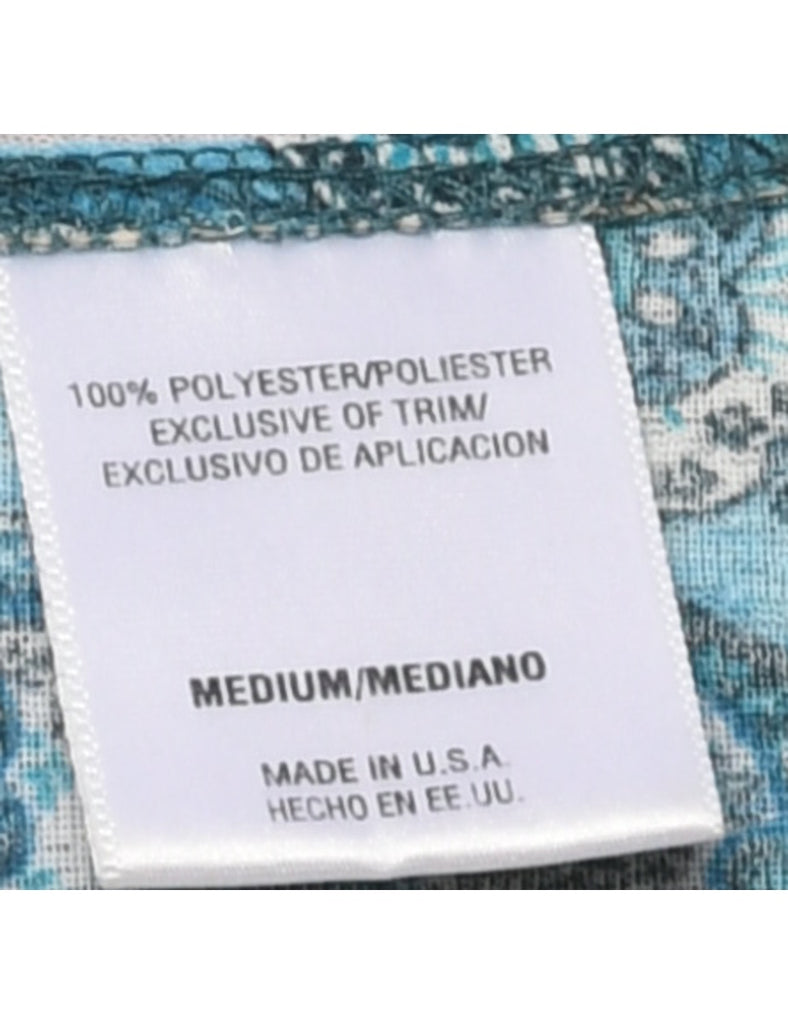 100% POLYESTER/POLIESTER
EXCLUSIVE OF TRIM/
EXCLUSIVO DE APLICACION
MEDIUM/MEDIANO
MADE IN U.S.A.
HECHO EN EE.UU.